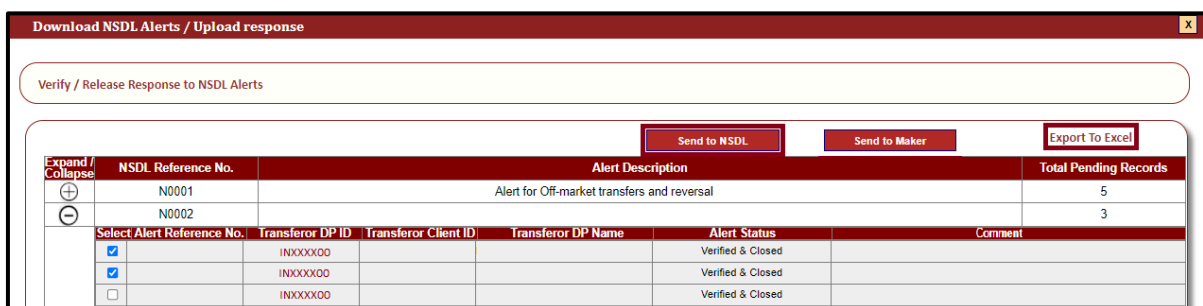 Download NSDL Alerts / Upload response X
Verify / Release Response to NSDL Alerts
Send to NSDL Send to Maker Export To Excel
Expand / Collapse NSDL Reference No. Alert Description Total Pending Records
N0001 Alert for Off-market transfers and reversal 5
N0002 3
Select Alert Reference No. Transferor DP ID Transferor Client ID Transferor DP Name Alert Status Comment
INXXXX00 Verified & Closed
INXXXX00 Verified & Closed
INXXXX00 Verified & Closed